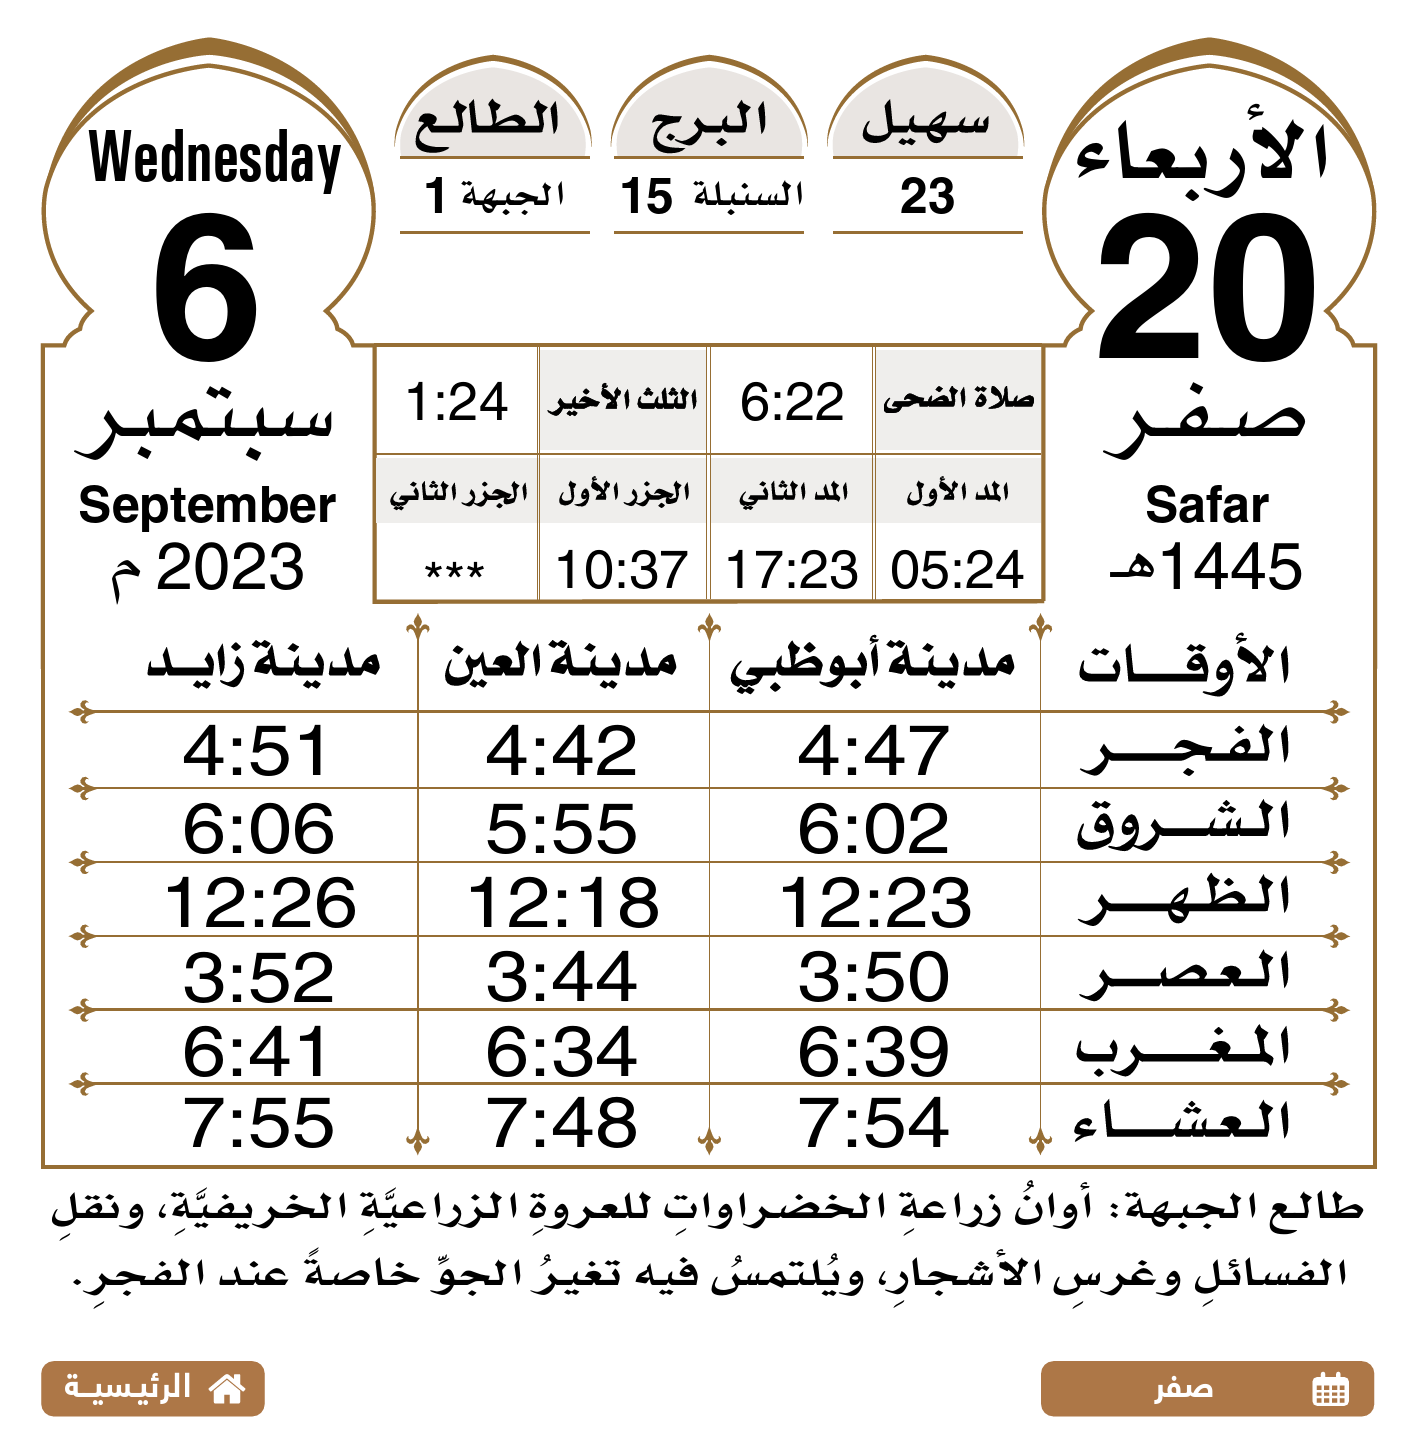 الأربعاء
20
صفر
Safar
1445هـ
سهيل
23
البرج
السنبلة 15
الطالع
الجبهة 1
Wednesday
6
سبتمبر
September
2023 م
صلاة الضحى 6:22 الثلث الأخير 1:24
المد الأول المد الثاني الجزر الأول الجزر الثاني
05:24 17:23 10:37 ***
الأوقات مدينة أبوظبي مدينة العين مدينة زايد
الفجر 4:47 4:42 4:51
الشروق 6:02 5:55 6:06
الظهر 12:23 12:18 12:26
العصر 3:50 3:44 3:52
المغرب 6:39 6:34 6:41
العشاء 7:54 7:48 7:55
طالع الجبهة: أوانُ زراعةِ الخضراواتِ للعروةِ الزراعيَّةِ الخريفيَّةِ، ونقلِ
الفسائلِ وغرسِ الأشجارِ، ويُلتمسُ فيه تغيرُ الجوِّ خاصةً عند الفجرِ.
صفر
الرئيسية